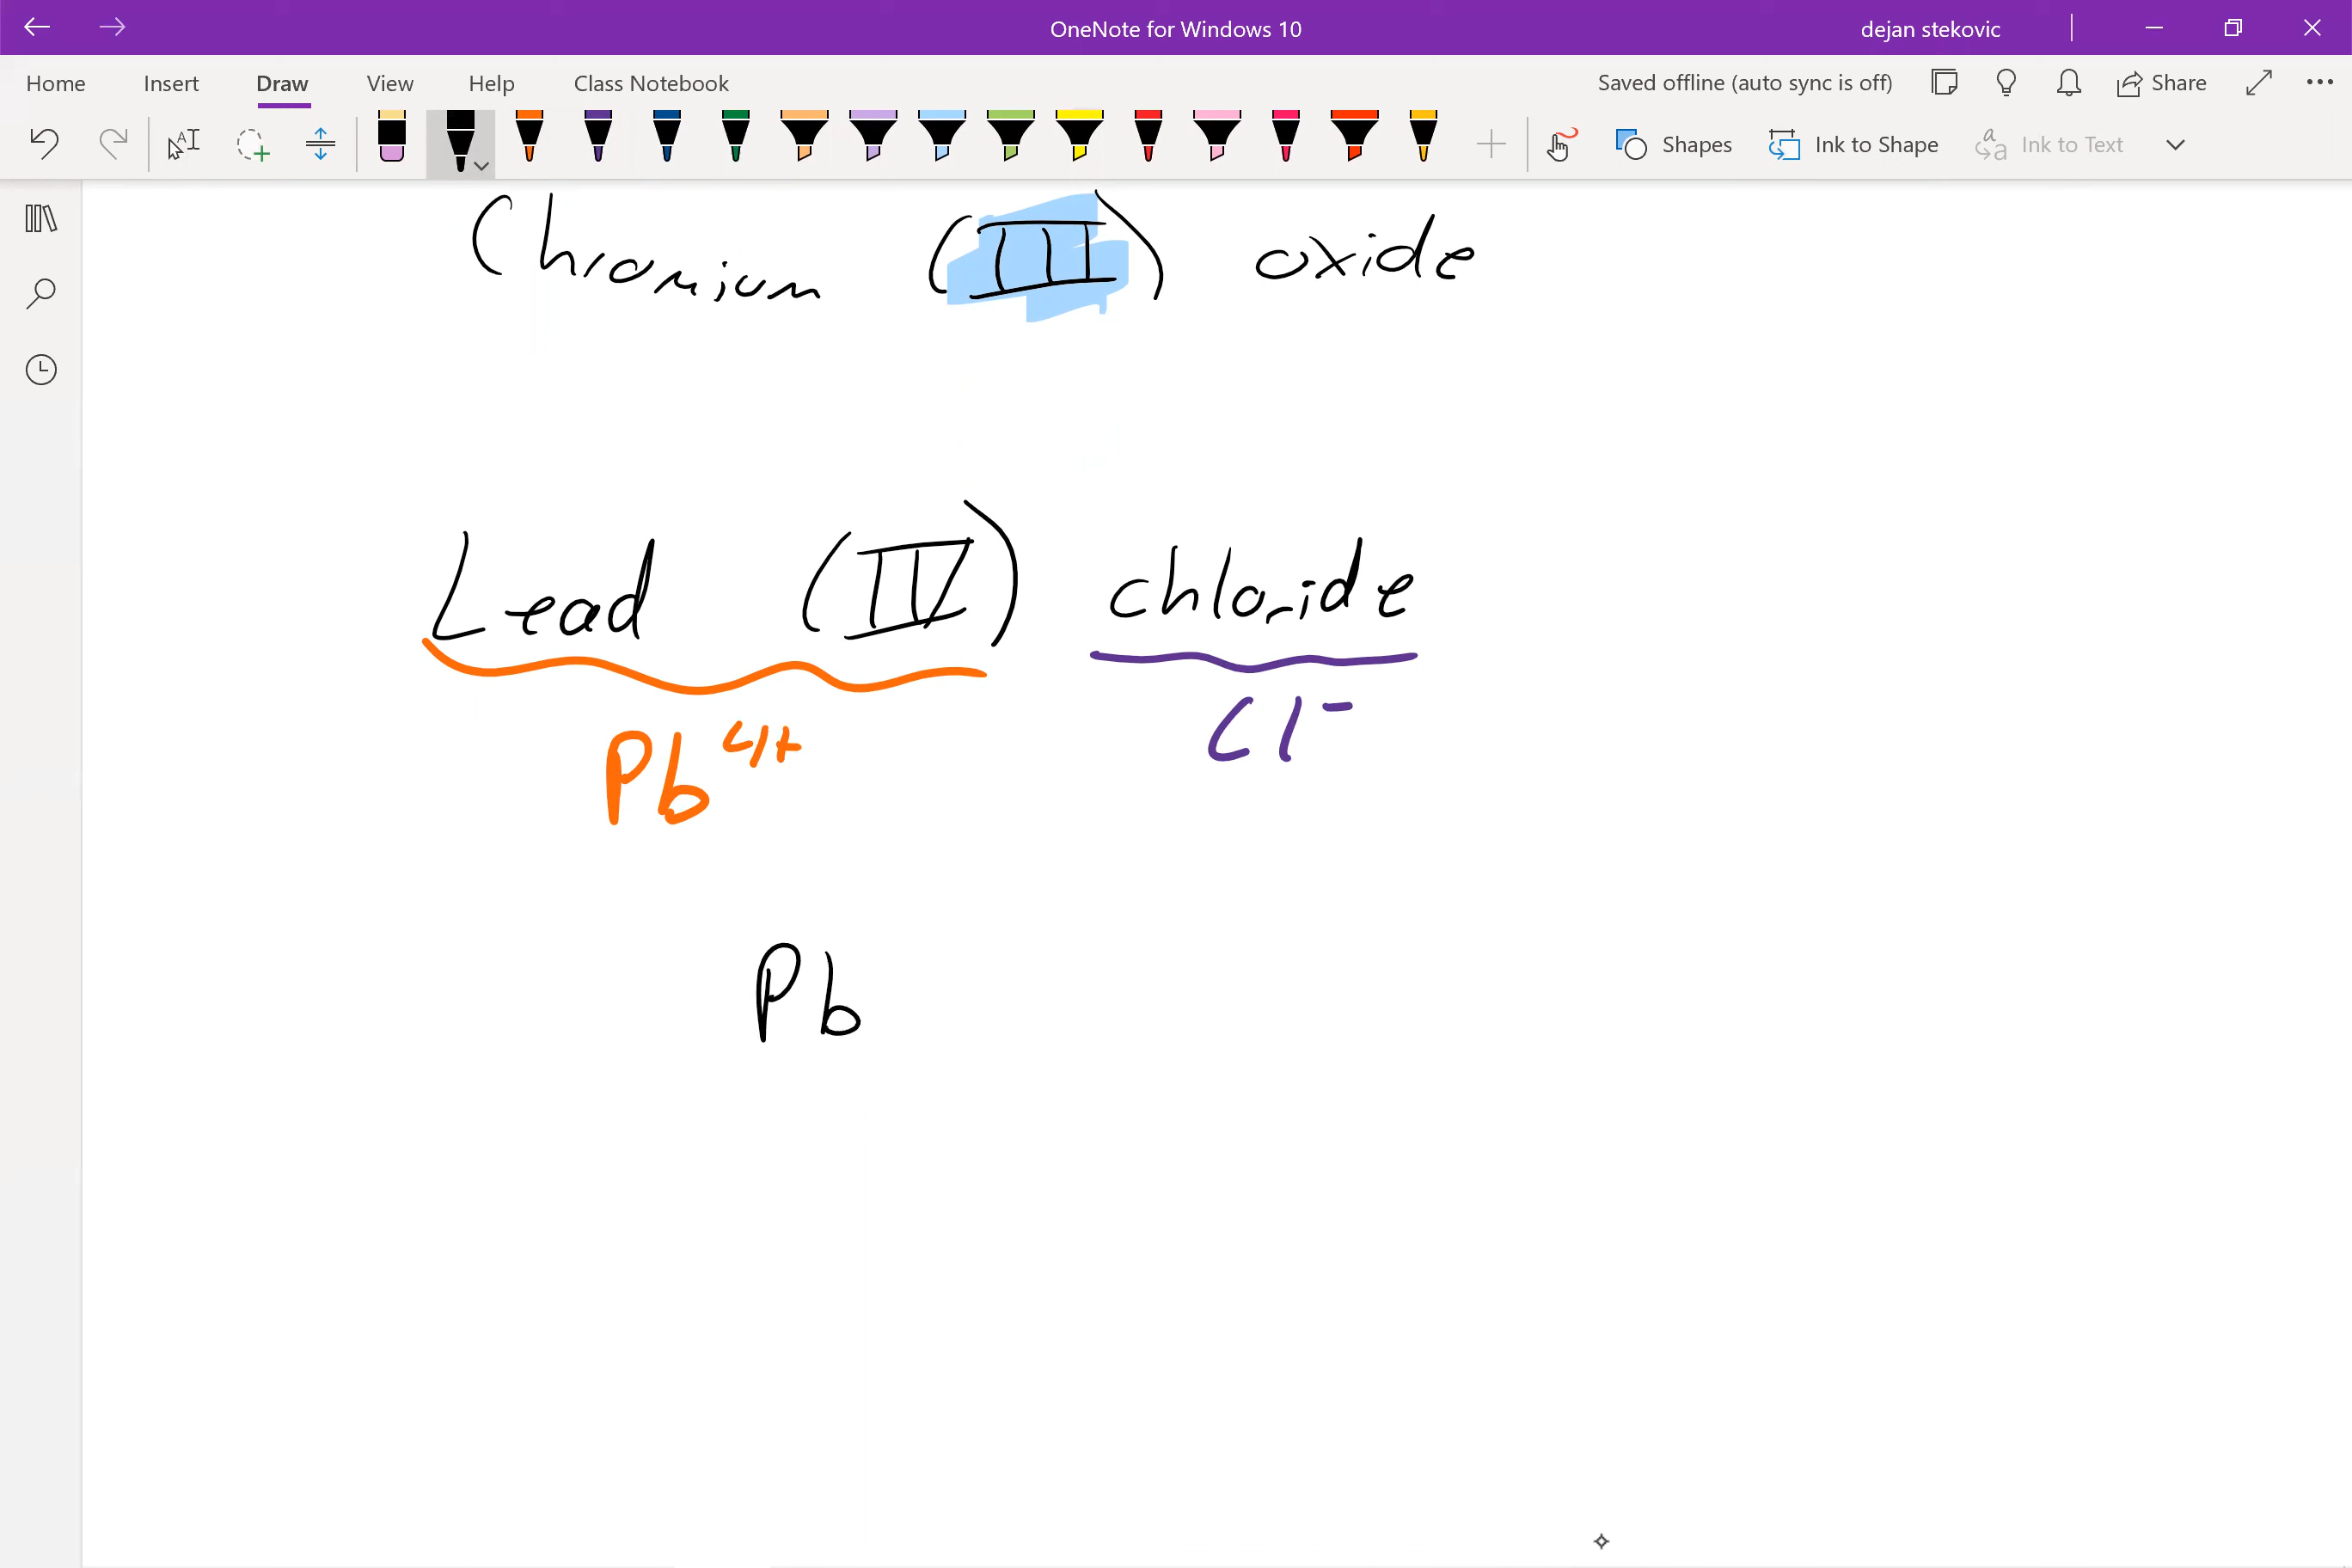 OneNote for Windows 10
dejan stekovic
Home Insert Draw View Help Class Notebook
Saved offline (auto sync is off) Share
Shapes Ink to Shape Ink to Text
Chromium (III) oxide
Lead (IV) chloride
Pb⁴⁺ Cl⁻
Pb